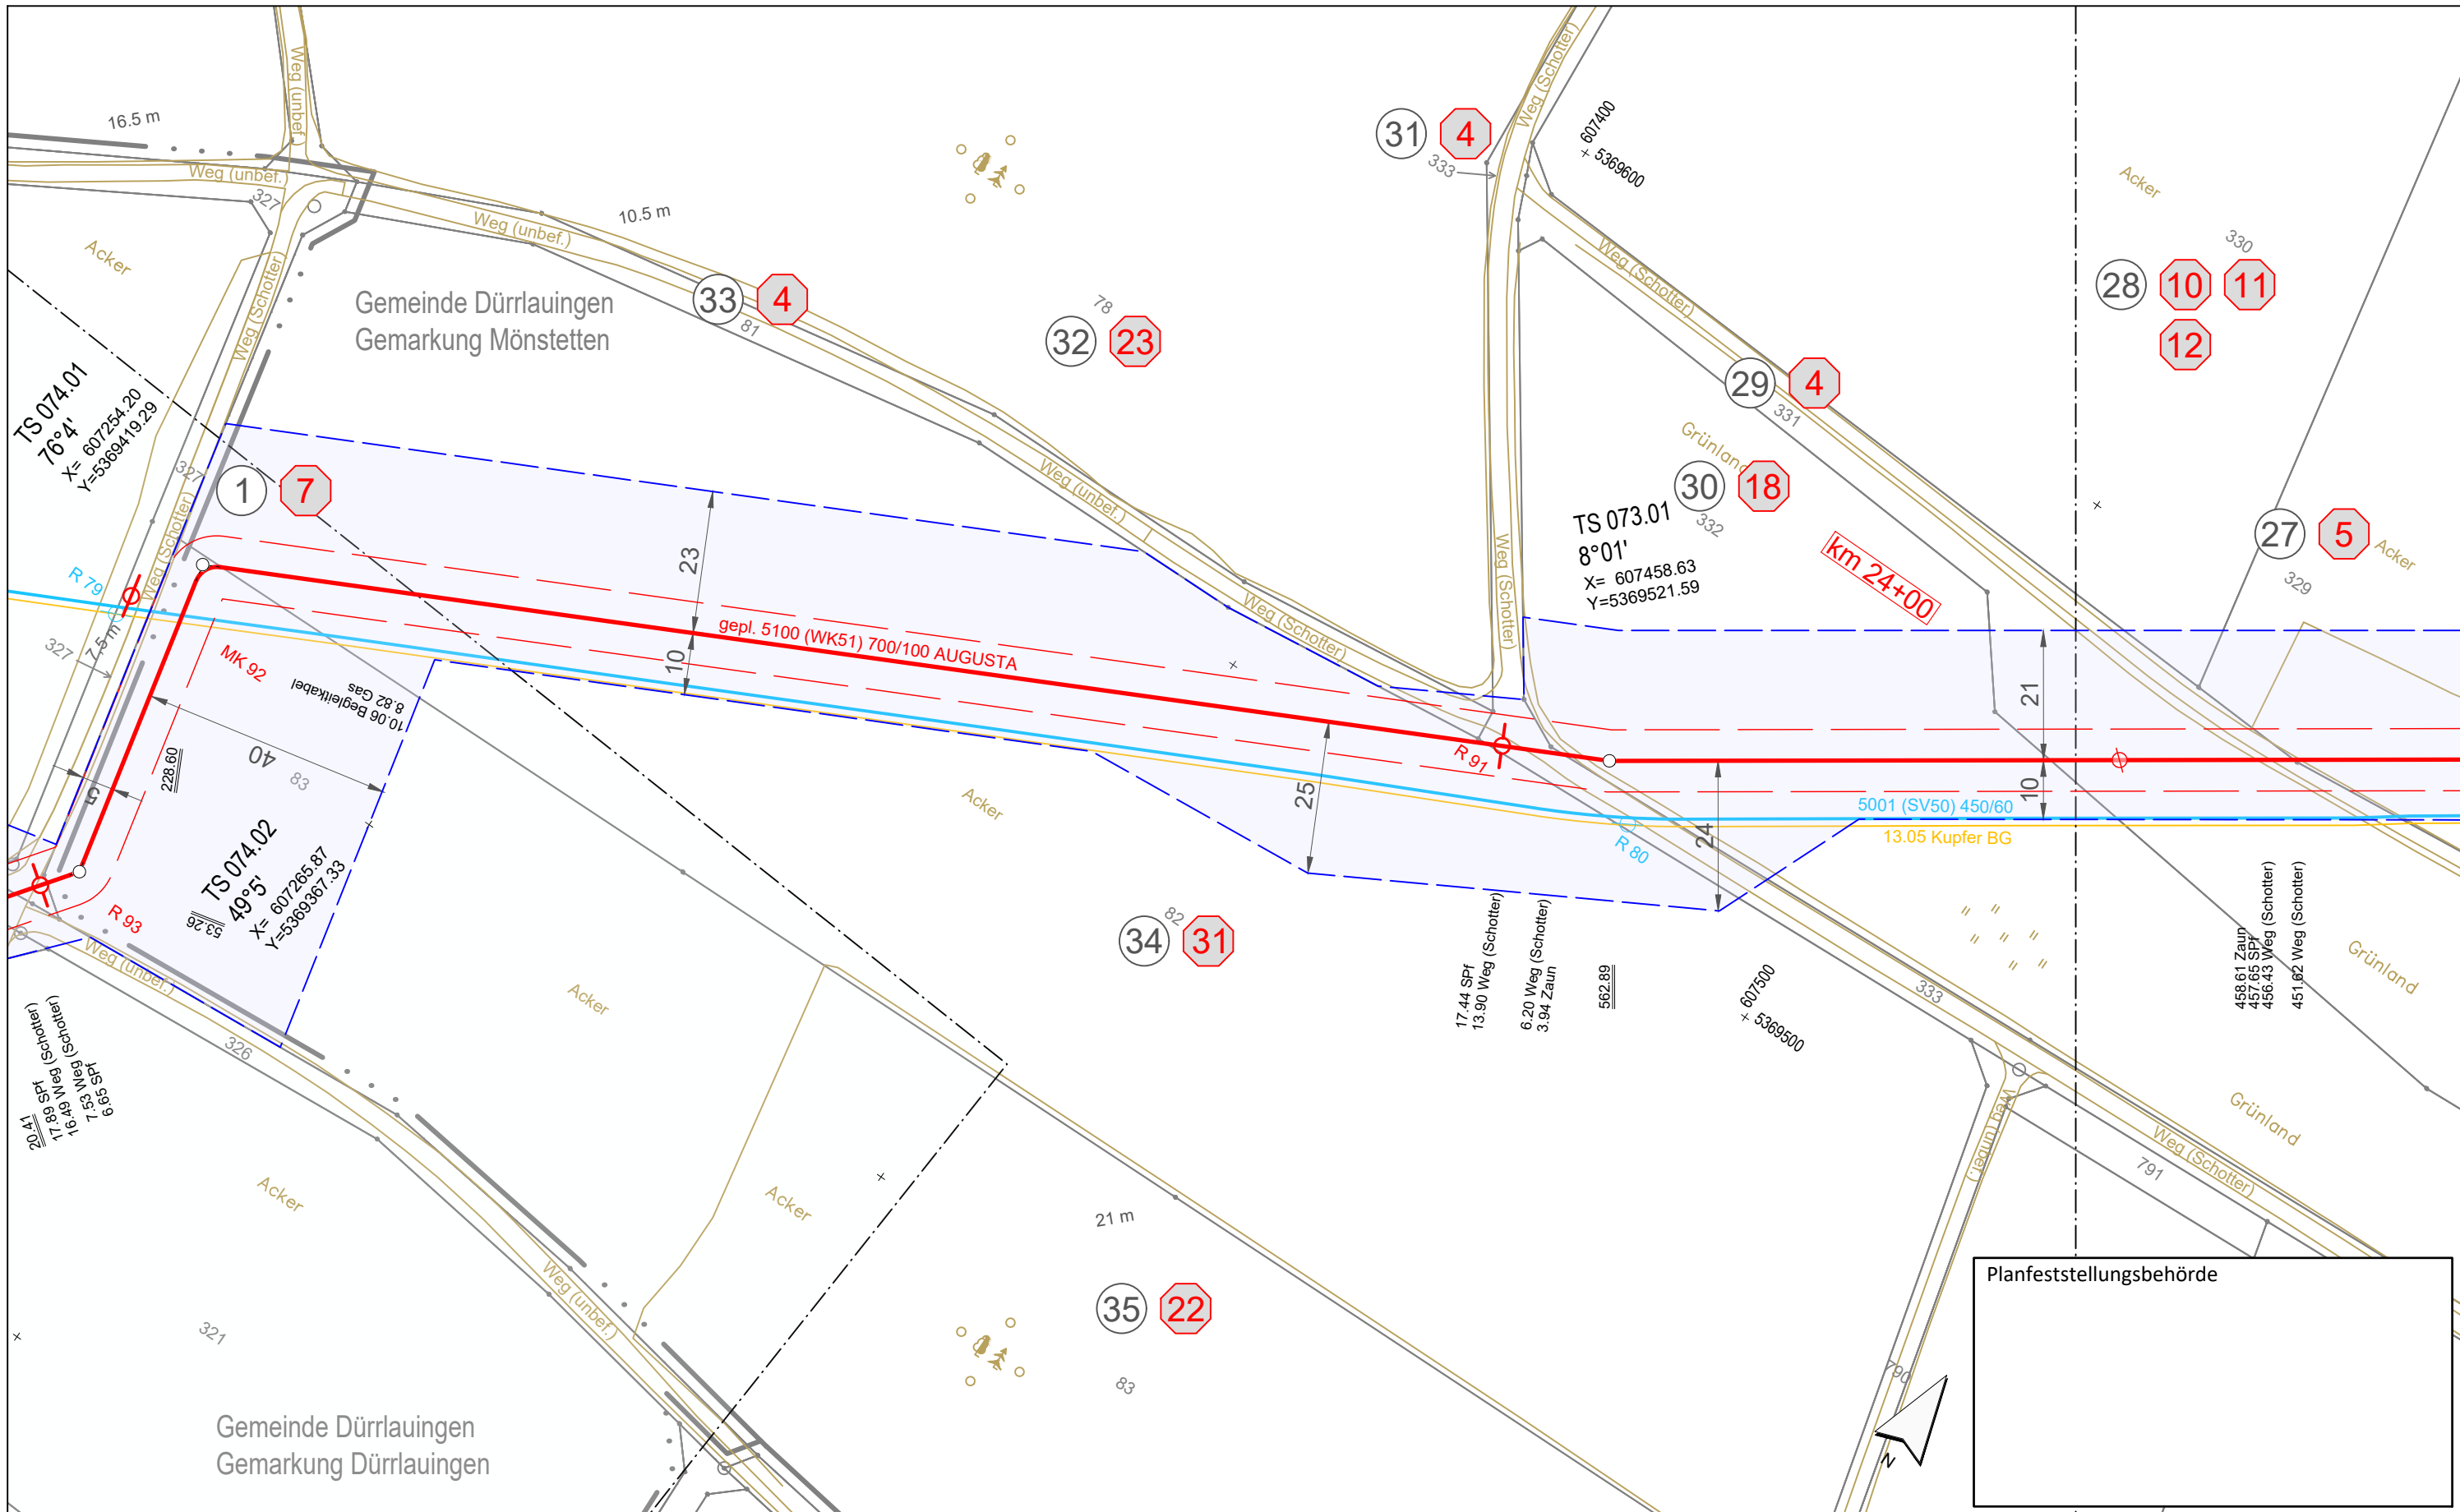 16.5 m
Weg (unbef.)
Weg (unbef.)
327
Weg (unbef.)
10.5 m
Acker
Weg (Schotter)
Gemeinde Dürrlauingen
Gemarkung Mönstetten
33
4
81
78
32
23
31
4
333
Weg (Schotter)
607400
+ 5369600
Acker
330
28
10
11
12
Weg (Schotter)
29
4
331
Grünland
30
18
332
TS 073.01
8°01'
X= 607458.63
Y=5369521.59
km 24+00
27
5
Acker
329
TS 074.01
76°4'
X= 607254.20
Y=5369419.29
327
1
7
Weg (Schotter)
Weg (unbef.)
Weg (Schotter)
Weg (Schotter)
23
10
gepl. 5100 (WK51) 700/100 AUGUSTA
R 79
7,5 m
327
MK 92
10.06 Begleitkabel
8.82 Gas
228.60
40
83
5
TS 074.02
49°5'
X= 607265.87
Y=5369367.33
53.26
R 93
Weg (unbef.)
R 91
25
24
21
10
5001 (SV50) 450/60
13.05 Kupfer BG
R 80
Acker
82
34
31
17.44 SPf
13.90 Weg (Schotter)
6.20 Weg (Schotter)
3.94 Zaun
562.89
607500
+ 5369500
333
458.61 Zaun
457.65 SPf
456.43 Weg (Schotter)
451.62 Weg (Schotter)
Grünland
Acker
326
20.41
17.89 SPf
16.49 Weg (Schotter)
7.53 Weg (Schotter)
6.65 SPf
Grünland
Weg (unbef.)
Weg (Schotter)
791
Acker
Acker
21 m
35
22
83
Weg (unbef.)
321
790
N
Gemeinde Dürrlauingen
Gemarkung Dürrlauingen
Planfeststellungsbehörde